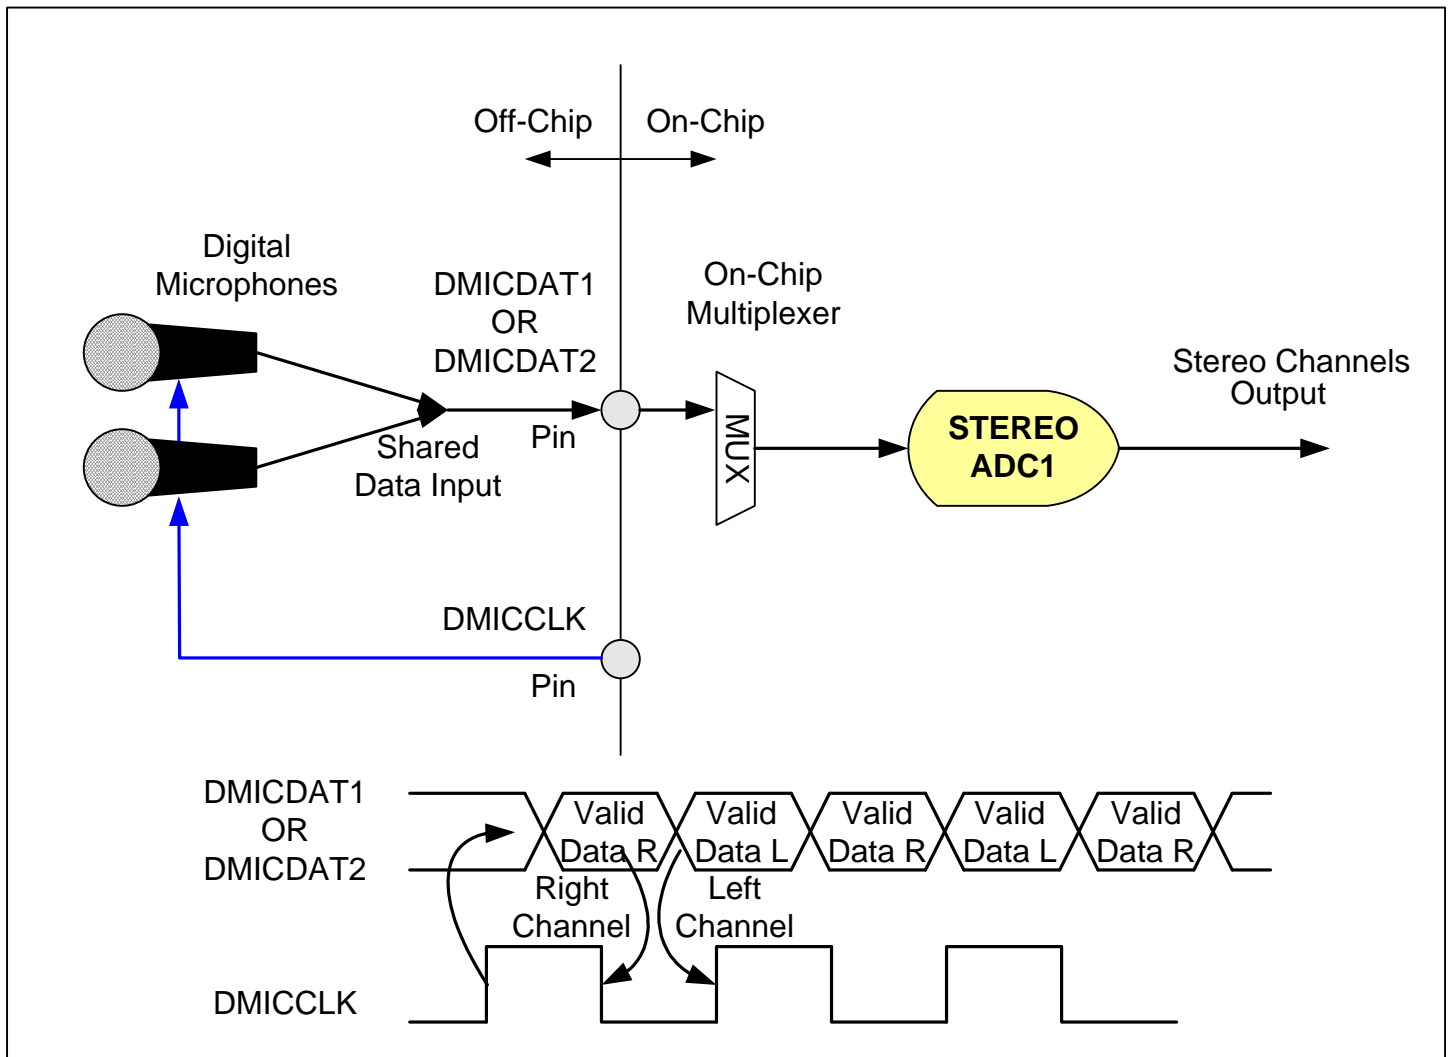 Off-Chip
On-Chip
Digital
Microphones
DMICDAT1
OR
DMICDAT2
On-Chip
Multiplexer
Stereo Channels
Output
MUX
STEREO
ADC1
Pin
Shared
Data Input
DMICCLK
Pin
DMICDAT1
OR
DMICDAT2
Valid
Data R
Valid
Data L
Valid
Data R
Valid
Data L
Valid
Data R
Right
Channel
Left
Channel
DMICCLK